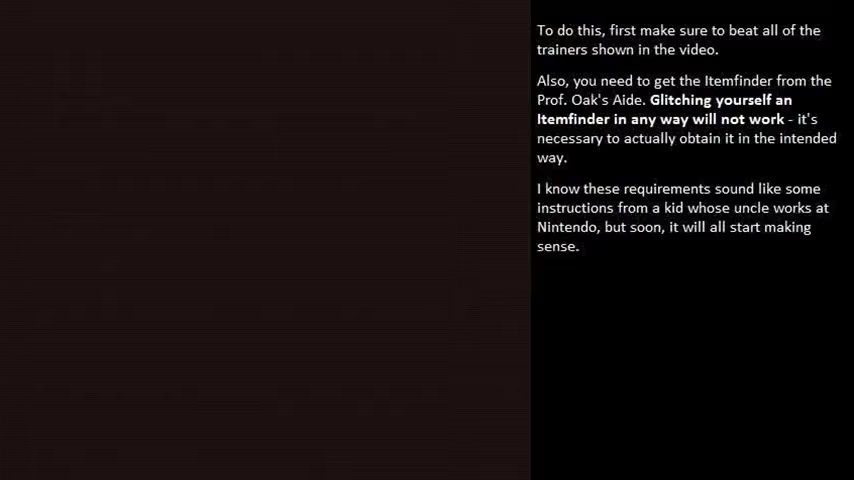 To do this, first make sure to beat all of the
trainers shown in the video.
Also, you need to get the Itemfinder from the
Prof. Oak's Aide. Glitching yourself an
Itemfinder in any way will not work - it's
necessary to actually obtain it in the intended
way.
I know these requirements sound like some
instructions from a kid whose uncle works at
Nintendo, but soon, it will all start making
sense.